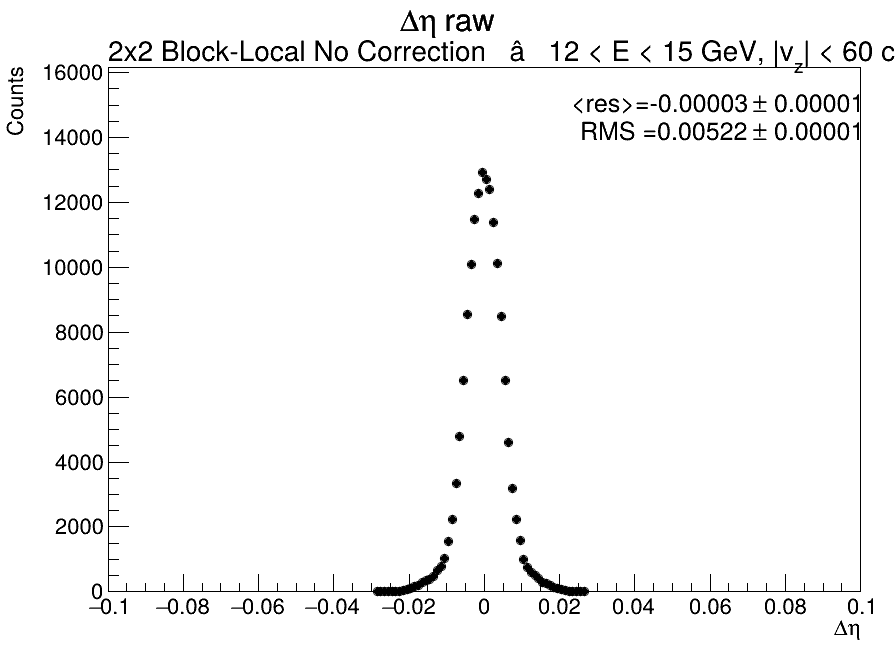 Δη raw
2x2 Block-Local No Correction â 12 < E < 15 GeV, |v_z| < 60 c
<res>=-0.00003 ± 0.00001
RMS =0.00522 ± 0.00001
Counts
16000
14000
12000
10000
8000
6000
4000
2000
0
−0.1 −0.08 −0.06 −0.04 −0.02 0 0.02 0.04 0.06 0.08 0.1
Δη